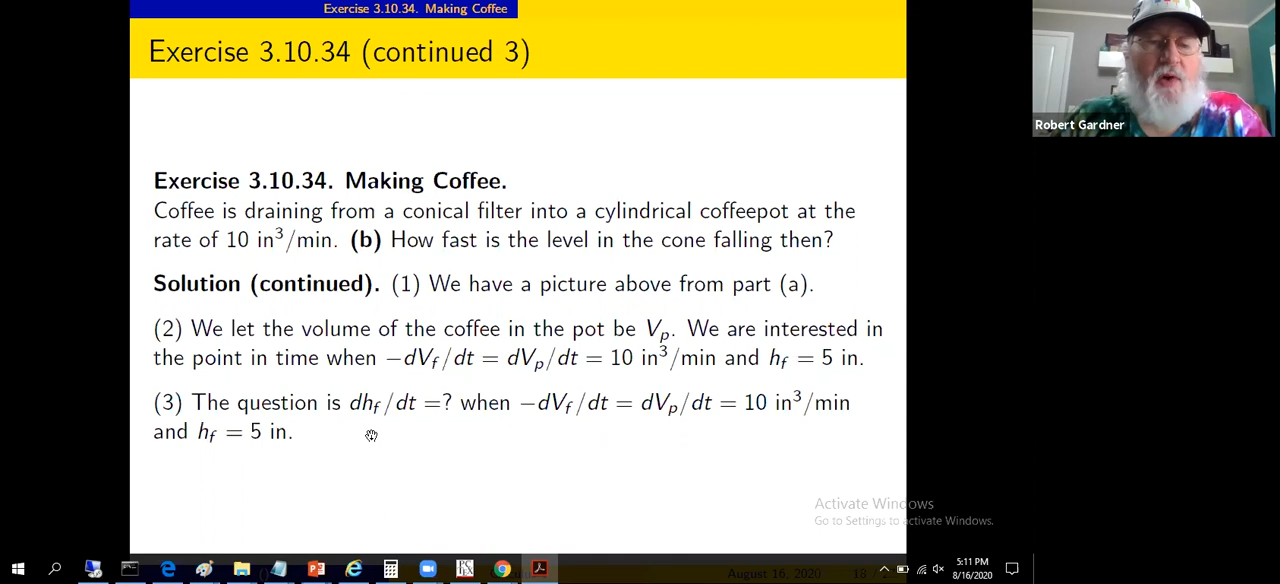 Exercise 3.10.34. Making Coffee
Exercise 3.10.34 (continued 3)
Robert Gardner
Exercise 3.10.34. Making Coffee.
Coffee is draining from a conical filter into a cylindrical coffeepot at the
rate of 10 in³/min. (b) How fast is the level in the cone falling then?
Solution (continued). (1) We have a picture above from part (a).
(2) We let the volume of the coffee in the pot be Vₚ. We are interested in
the point in time when −dV_f/dt = dVₚ/dt = 10 in³/min and h_f = 5 in.
(3) The question is dh_f/dt =? when −dV_f/dt = dVₚ/dt = 10 in³/min
and h_f = 5 in.
Activate Windows
Go to Settings to activate Windows.
August 16, 2020
5:11 PM
8/16/2020